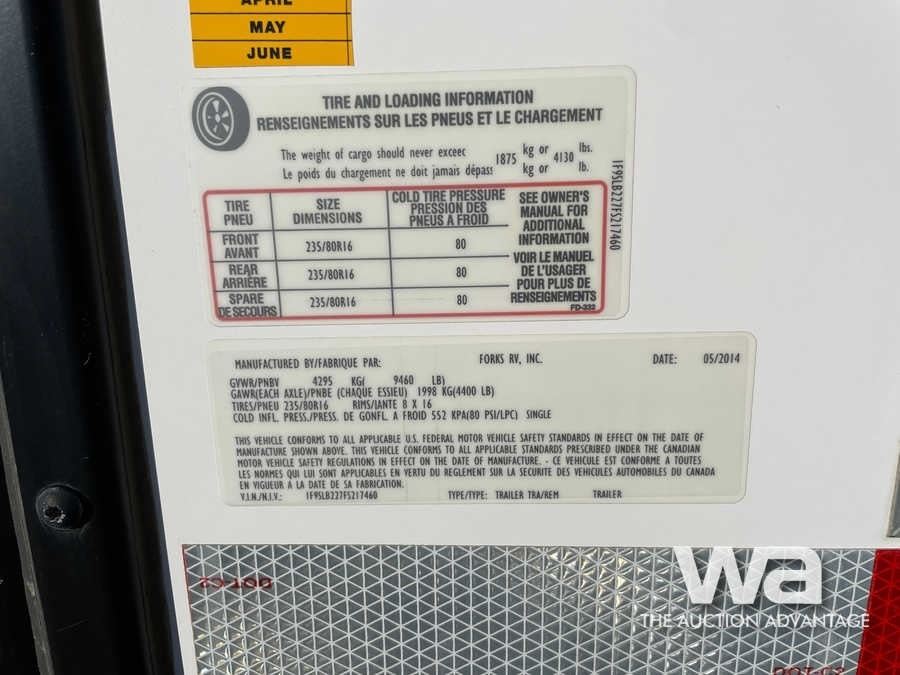 APRIL
MAY
JUNE
TIRE AND LOADING INFORMATION
RENSEIGNEMENTS SUR LES PNEUS ET LE CHARGEMENT
The weight of cargo should never exceec 1875 kg or 4130 lbs.
Le poids du chargement ne doit jamais dépass kg or lb.
TIRE PNEU
SIZE DIMENSIONS
COLD TIRE PRESSURE PRESSION DES PNEUS A FROID
SEE OWNER'S
MANUAL FOR
ADDITIONAL
INFORMATION
VOIR LE MANUEL
DE L'USAGER
POUR PLUS DE
RENSEIGNEMENTS
FD-332
FRONT AVANT 235/80R16 80
REAR ARRIÈRE 235/80R16 80
SPARE DE SECOURS 235/80R16 80
1F9SLB227FS217460
MANUFACTURED BY/FABRIQUE PAR: FORKS RV, INC. DATE: 05/2014
GVWR/PNBV 4295 KG( 9460 LB)
GAWR(EACH AXLE)/PNBE (CHAQUE ESSIEU) 1998 KG(4400 LB)
TIRES/PNEU 235/80R16 RIMS/JANTE 8 X 16
COLD INFL. PRESS./PRESS. DE GONFL. A FROID 552 KPA(80 PSI/LPC) SINGLE
THIS VEHICLE CONFORMS TO ALL APPLICABLE U.S. FEDERAL MOTOR VEHICLE SAFETY STANDARDS IN EFFECT ON THE DATE OF
MANUFACTURE SHOWN ABOVE. THIS VEHICLE CONFORMS TO ALL APPLICABLE STANDARDS PRESCRIBED UNDER THE CANADIAN
MOTOR VEHICLE SAFETY REGULATIONS IN EFFECT ON THE DATE OF MANUFACTURE. - CE VEHICULE EST CONFORME A TOUTES
LES NORMES QUI LUI SONT APPLICABLES EN VERTU DU REGLEMENT SUR LA SECURITE DES VEHICULES AUTOMOBILES DU CANADA
EN VIGUEUR A LA DATE DE SA FABRICATION.
V.I.N./N.I.V.: 1F9SLB227FS217460 TYPE/TYPE: TRAILER TRA/REM TRAILER
DOT-C2
wa
THE AUCTION ADVANTAGE
DOT-C2